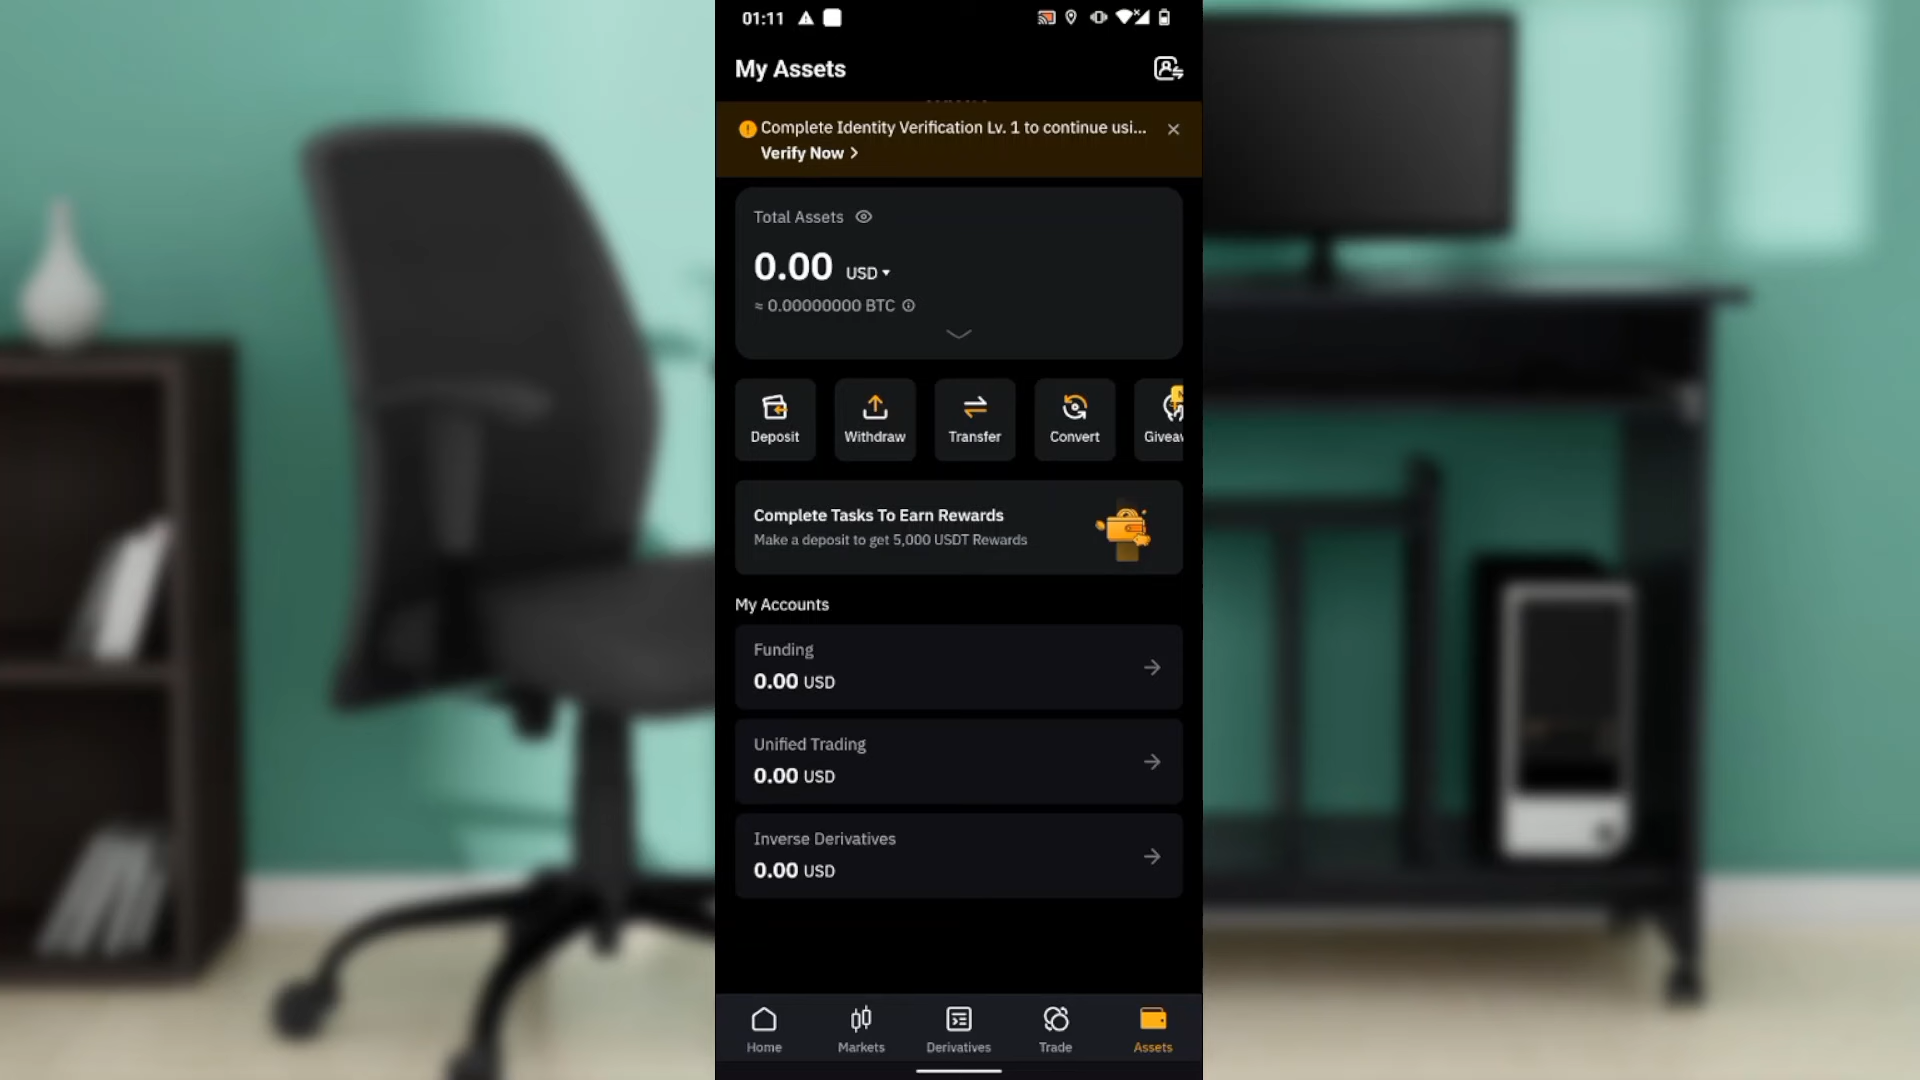 01:11
My Assets
Complete Identity Verification Lv. 1 to continue usi...
Verify Now >
Total Assets
0.00 USD
≈ 0.00000000 BTC
Deposit
Withdraw
Transfer
Convert
Giveaw
Complete Tasks To Earn Rewards
Make a deposit to get 5,000 USDT Rewards
My Accounts
Funding
0.00 USD
Unified Trading
0.00 USD
Inverse Derivatives
0.00 USD
Home
Markets
Derivatives
Trade
Assets